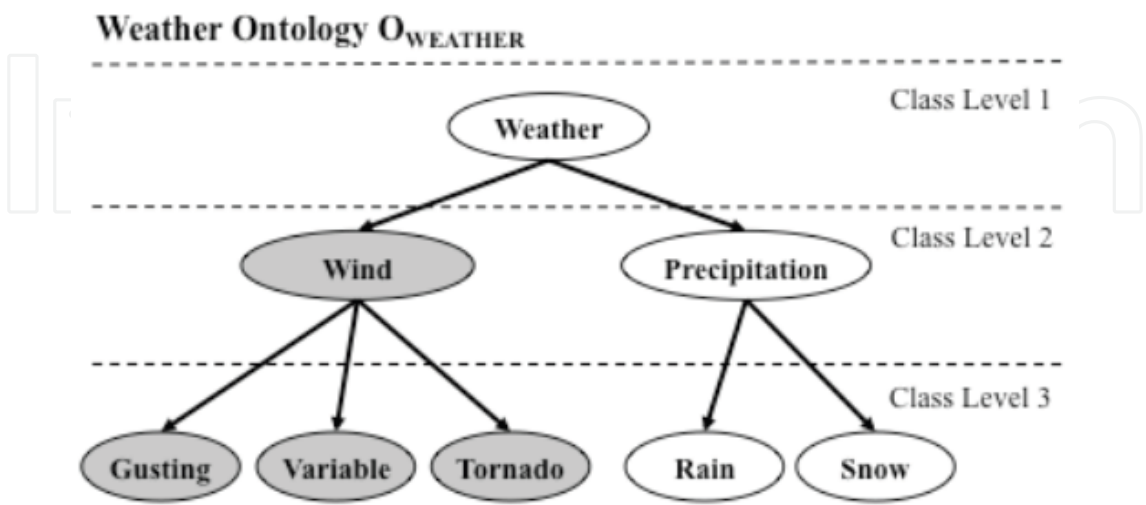 Weather Ontology OWEATHER
Class Level 1
Weather
Class Level 2
Wind
Precipitation
Class Level 3
Gusting
Variable
Tornado
Rain
Snow